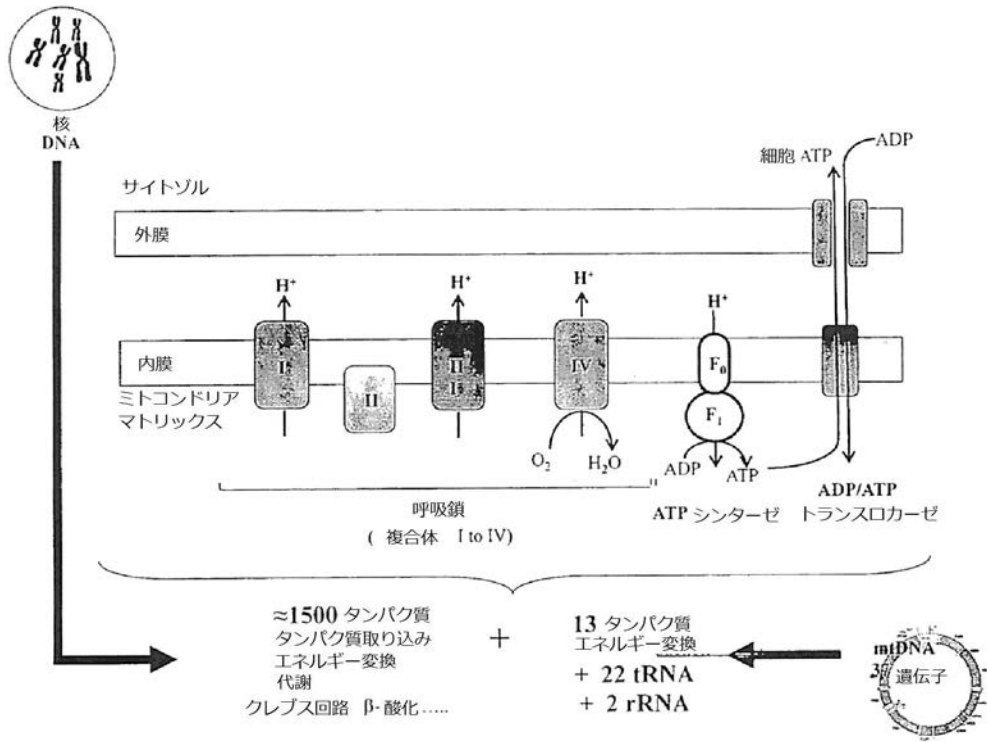 核
DNA
サイトゾル
細胞 ATP
ADP
外膜
H⁺
H⁺
H⁺
H⁺
内膜
I
II
II
I
IV
F₀
F₁
ミトコンドリア
マトリックス
O₂
H₂O
ADP
ATP
呼吸鎖
( 複合体 I to IV)
ATP シンターゼ
ADP/ATP
トランスロカーゼ
≈1500 タンパク質
タンパク質取り込み
エネルギー変換
代謝
クレブス回路 β-酸化 .....
+
13 タンパク質
エネルギー変換
+ 22 tRNA
+ 2 rRNA
mtDNA
遺伝子